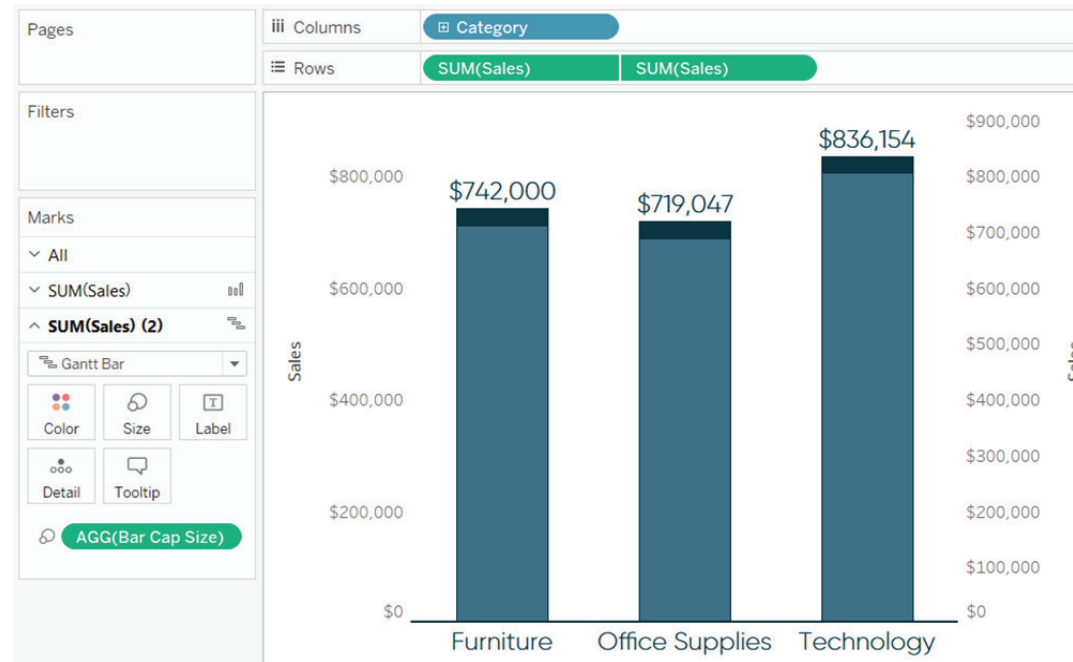 Pages
Filters
Marks
All
SUM(Sales)
SUM(Sales) (2)
Gantt Bar
Color
Size
T
Label
Detail
Tooltip
AGG(Bar Cap Size)
iii Columns
Category
Rows
SUM(Sales)
SUM(Sales)
$742,000
$719,047
$836,154
Sales
$800,000
$600,000
$400,000
$200,000
$0
Furniture
Office Supplies
Technology
$900,000
$800,000
$700,000
$600,000
$500,000
$400,000
$300,000
$200,000
$100,000
$0